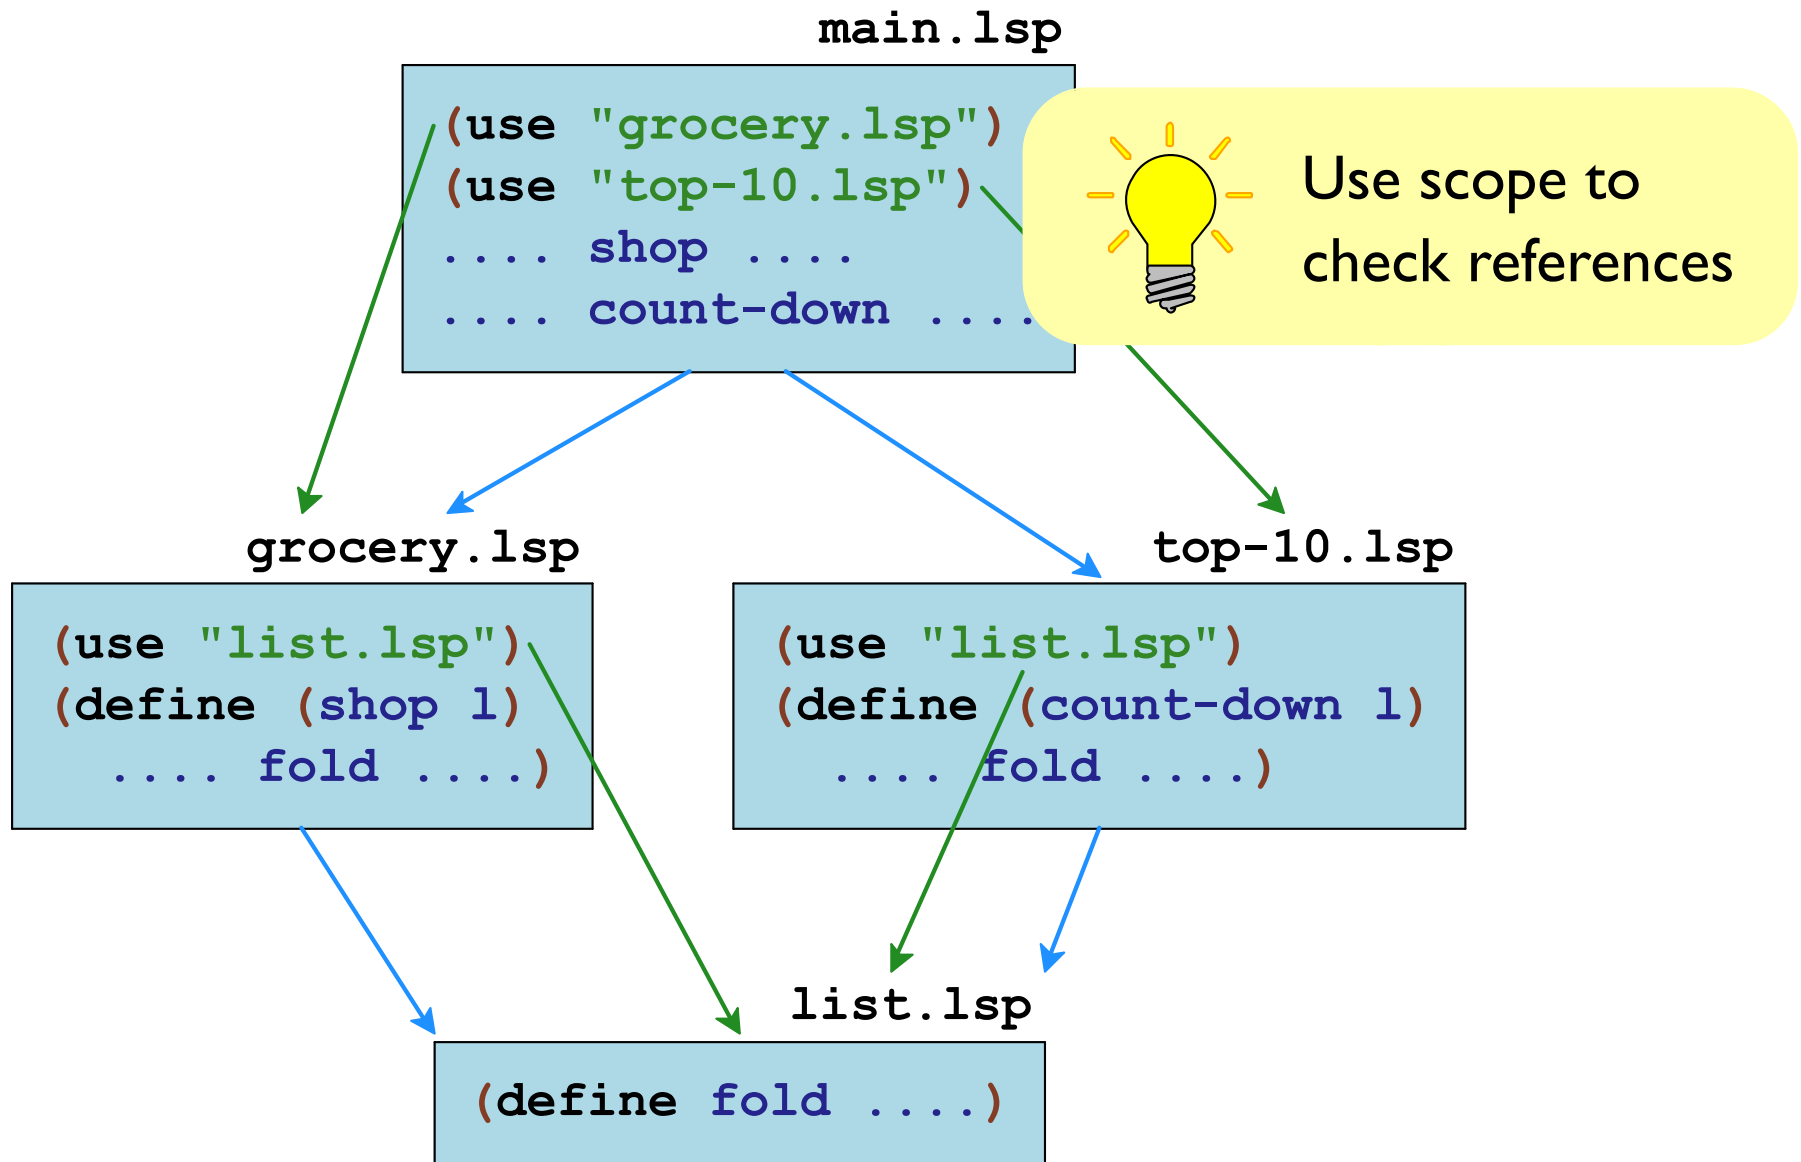 main.lsp
(use "grocery.lsp")
(use "top-10.lsp")
.... shop ....
.... count-down ....
Use scope to
check references
grocery.lsp
(use "list.lsp")
(define (shop l)
.... fold ....)
top-10.lsp
(use "list.lsp")
(define (count-down l)
.... fold ....)
list.lsp
(define fold ....)